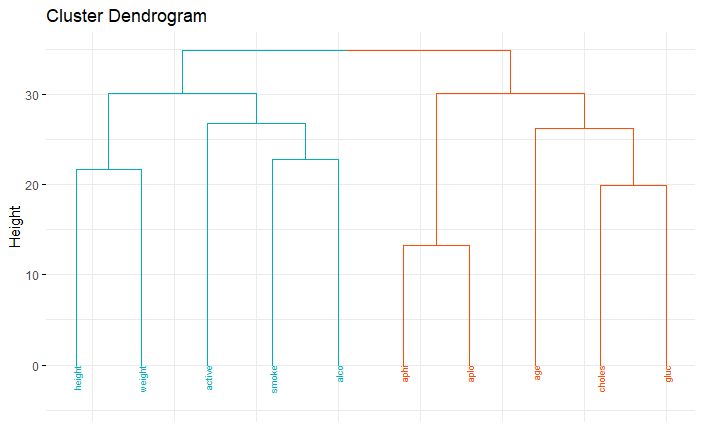 Cluster Dendrogram
Height
30
20
10
0
height
weight
active
smoke
alco
aphi
aplo
age
choles
gluc